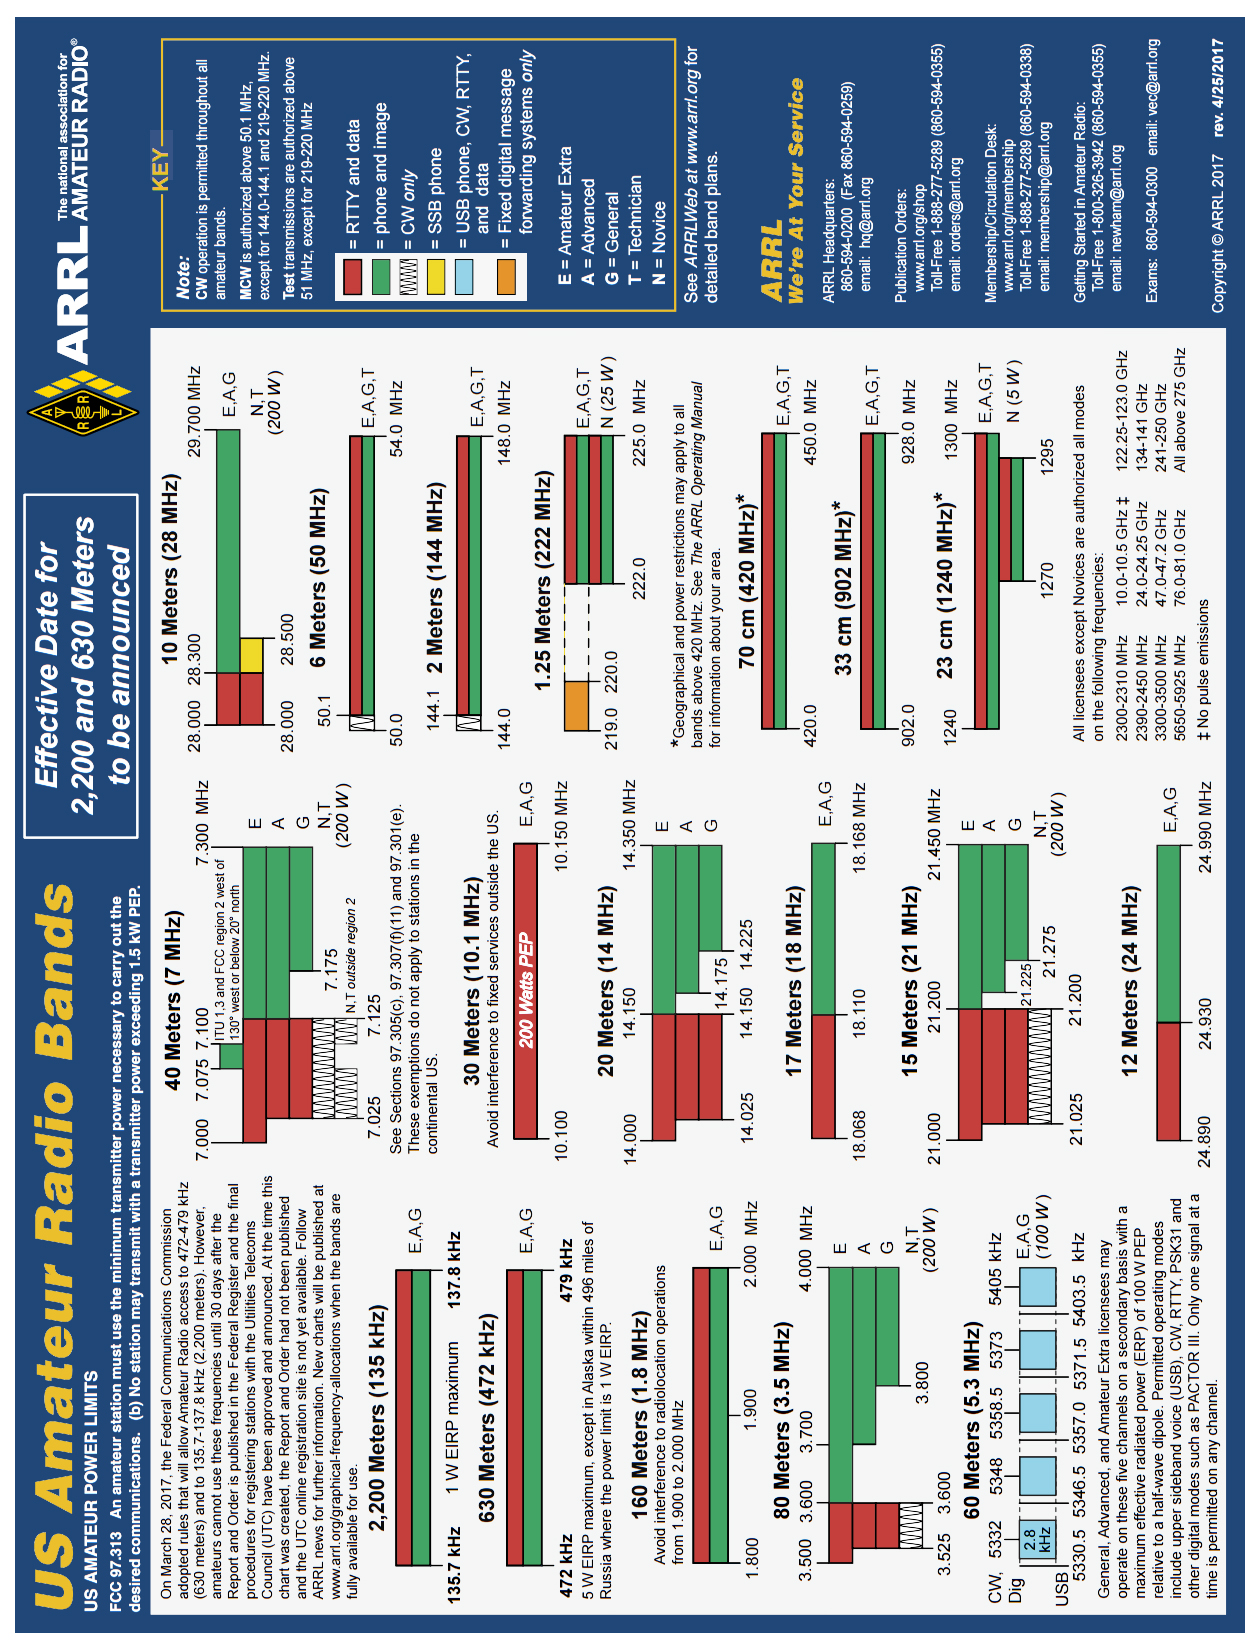 US Amateur Radio Bands
US AMATEUR POWER LIMITS
FCC 97.313 An amateur station must use the minimum transmitter power necessary to carry out the
desired communications. (b) No station may transmit with a transmitter power exceeding 1.5 kW PEP.
Effective Date for
2,200 and 630 Meters
to be announced
A
R R
L
ARRL
The national association for
AMATEUR RADIO®
On March 28, 2017, the Federal Communications Commission
adopted rules that will allow Amateur Radio access to 472-479 kHz
(630 meters) and to 135.7-137.8 kHz (2,200 meters). However,
amateurs cannot use these frequencies until 30 days after the
Report and Order is published in the Federal Register and the final
procedures for registering stations with the Utilities Telecoms
Council (UTC) have been approved and announced. At the time this
chart was created, the Report and Order had not been published
and the UTC online registration site is not yet available. Follow
ARRL news for further information. New charts will be published at
www.arrl.org/graphical-frequency-allocations when the bands are
fully available for use.
2,200 Meters (135 kHz)
E,A,G
135.7 kHz 1 W EIRP maximum 137.8 kHz
630 Meters (472 kHz)
E,A,G
472 kHz 479 kHz
5 W EIRP maximum, except in Alaska within 496 miles of
Russia where the power limit is 1 W EIRP.
160 Meters (1.8 MHz)
Avoid interference to radiolocation operations
from 1.900 to 2.000 MHz
E,A,G
1.800 1.900 2.000 MHz
80 Meters (3.5 MHz)
3.500 3.600 3.700 4.000 MHz
E
A
G
N,T
(200 W)
3.800
3.525 3.600
60 Meters (5.3 MHz)
CW, 5332 5348 5358.5 5373 5405 kHz
Dig
2.8
kHz
E,A,G
(100 W)
USB
5330.5 5346.5 5357.0 5371.5 5403.5 kHz
General, Advanced, and Amateur Extra licensees may
operate on these five channels on a secondary basis with a
maximum effective radiated power (ERP) of 100 W PEP
relative to a half-wave dipole. Permitted operating modes
include upper sideband voice (USB), CW, RTTY, PSK31 and
other digital modes such as PACTOR III. Only one signal at a
time is permitted on any channel.
40 Meters (7 MHz)
7.000 7.075 7.100 7.300 MHz
ITU 1,3 and FCC region 2 west of
130° west or below 20° north
E
A
G
N,T
(200 W)
7.175
N,T outside region 2
7.025 7.125
See Sections 97.305(c), 97.307(f)(11) and 97.301(e).
These exemptions do not apply to stations in the
continental US.
30 Meters (10.1 MHz)
Avoid interference to fixed services outside the US.
200 Watts PEP
E,A,G
10.100 10.150 MHz
20 Meters (14 MHz)
14.000 14.150 14.350 MHz
E
A
G
14.175
14.025 14.150 14.225
17 Meters (18 MHz)
E,A,G
18.068 18.110 18.168 MHz
15 Meters (21 MHz)
21.000 21.200 21.450 MHz
E
A
G
N,T
(200 W)
21.225
21.275
21.025 21.200
12 Meters (24 MHz)
E,A,G
24.890 24.930 24.990 MHz
10 Meters (28 MHz)
28.000 28.300 29.700 MHz
E,A,G
N,T
(200 W)
28.000 28.500
6 Meters (50 MHz)
50.1
E,A,G,T
50.0 54.0 MHz
2 Meters (144 MHz)
144.1
E,A,G,T
144.0 148.0 MHz
1.25 Meters (222 MHz)
E,A,G,T
N (25 W)
219.0 220.0 222.0 225.0 MHz
*Geographical and power restrictions may apply to all
bands above 420 MHz. See The ARRL Operating Manual
for information about your area.
70 cm (420 MHz)*
E,A,G,T
420.0 450.0 MHz
33 cm (902 MHz)*
E,A,G,T
902.0 928.0 MHz
23 cm (1240 MHz)*
1240 1300 MHz
E,A,G,T
N (5 W)
1270 1295
All licensees except Novices are authorized all modes
on the following frequencies:
2300-2310 MHz 10.0-10.5 GHz ‡ 122.25-123.0 GHz
2390-2450 MHz 24.0-24.25 GHz 134-141 GHz
3300-3500 MHz 47.0-47.2 GHz 241-250 GHz
5650-5925 MHz 76.0-81.0 GHz All above 275 GHz
‡ No pulse emissions
KEY
Note:
CW operation is permitted throughout all
amateur bands.
MCW is authorized above 50.1 MHz,
except for 144.0-144.1 and 219-220 MHz.
Test transmissions are authorized above
51 MHz, except for 219-220 MHz
= RTTY and data
= phone and image
= CW only
= SSB phone
= USB phone, CW, RTTY,
and data
= Fixed digital message
forwarding systems only
E = Amateur Extra
A = Advanced
G = General
T = Technician
N = Novice
See ARRLWeb at www.arrl.org for
detailed band plans.
ARRL
We're At Your Service
ARRL Headquarters:
860-594-0200 (Fax 860-594-0259)
email: hq@arrl.org
Publication Orders:
www.arrl.org/shop
Toll-Free 1-888-277-5289 (860-594-0355)
email: orders@arrl.org
Membership/Circulation Desk:
www.arrl.org/membership
Toll-Free 1-888-277-5289 (860-594-0338)
email: membership@arrl.org
Getting Started in Amateur Radio:
Toll-Free 1-800-326-3942 (860-594-0355)
email: newham@arrl.org
Exams: 860-594-0300 email: vec@arrl.org
Copyright © ARRL 2017 rev. 4/25/2017